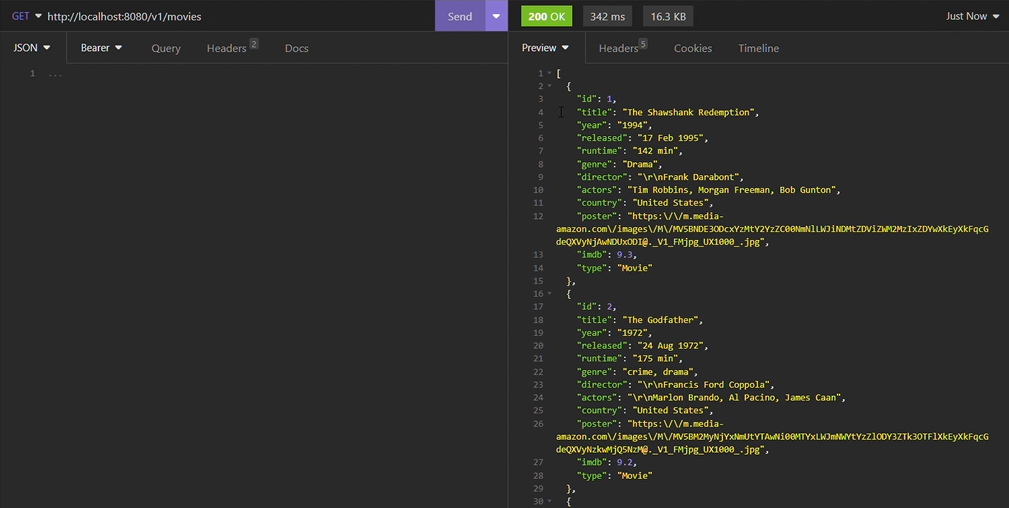 GET http://localhost:8080/v1/movies Send
200 OK 342 ms 16.3 KB Just Now
JSON Bearer Query Headers 2 Docs
Preview Headers 5 Cookies Timeline
1 ...
1 [
2 {
3 "id": 1,
4 "title": "The Shawshank Redemption",
5 "year": "1994",
6 "released": "17 Feb 1995",
7 "runtime": "142 min",
8 "genre": "Drama",
9 "director": "\r\nFrank Darabont",
10 "actors": "Tim Robbins, Morgan Freeman, Bob Gunton",
11 "country": "United States",
12 "poster": "https:\/\/m.media-
amazon.com\/images\/M\/MV5BNDE3ODcxYzMtY2YzZC00NmNlLWJiNDMtZDViZWM2MzIxZDYwXkEyXkFqcG
deQXVyNjAwNDUxODI@._V1_FMjpg_UX1000_.jpg",
13 "imdb": 9.3,
14 "type": "Movie"
15 },
16 {
17 "id": 2,
18 "title": "The Godfather",
19 "year": "1972",
20 "released": "24 Aug 1972",
21 "runtime": "175 min",
22 "genre": "crime, drama",
23 "director": "\r\nFrancis Ford Coppola",
24 "actors": "\r\nMarlon Brando, Al Pacino, James Caan",
25 "country": "United States",
26 "poster": "https:\/\/m.media-
amazon.com\/images\/M\/MV5BM2MyNjYxNmUtYTAwNi00MTYxLWJmNWYtYzZlODY3ZTk3OTFlXkEyXkFqcG
deQXVyNzkwMjQ5NzM@._V1_FMjpg_UX1000_.jpg",
27 "imdb": 9.2,
28 "type": "Movie"
29 },
30 {